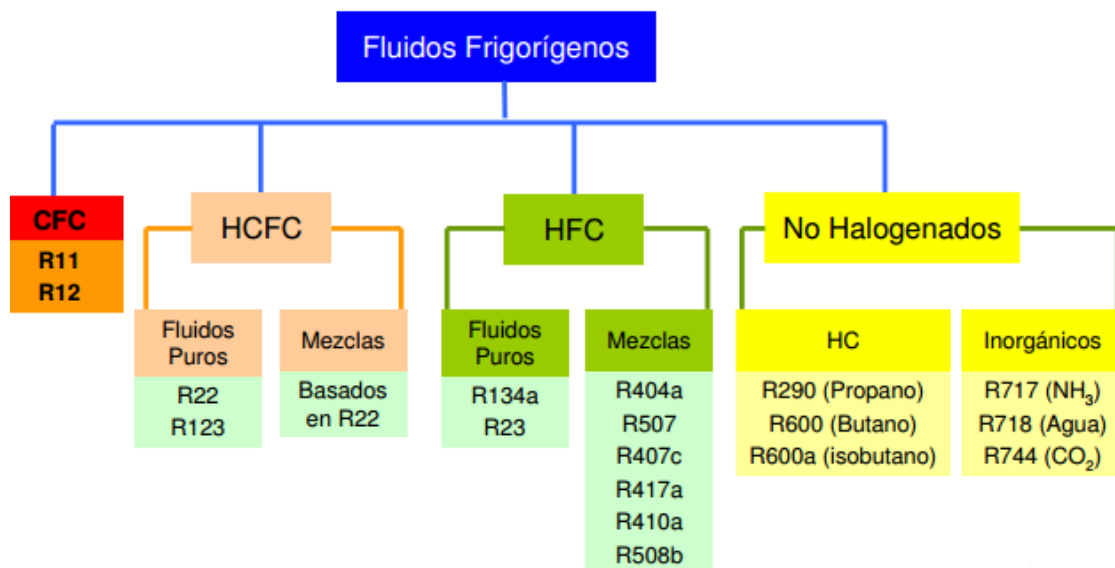 Fluidos Frigorígenos
CFC
R11
R12
HCFC
Fluidos
Puros
R22
R123
Mezclas
Basados
en R22
HFC
Fluidos
Puros
R134a
R23
Mezclas
R404a
R507
R407c
R417a
R410a
R508b
No Halogenados
HC
R290 (Propano)
R600 (Butano)
R600a (isobutano)
Inorgánicos
R717 (NH₃)
R718 (Agua)
R744 (CO₂)